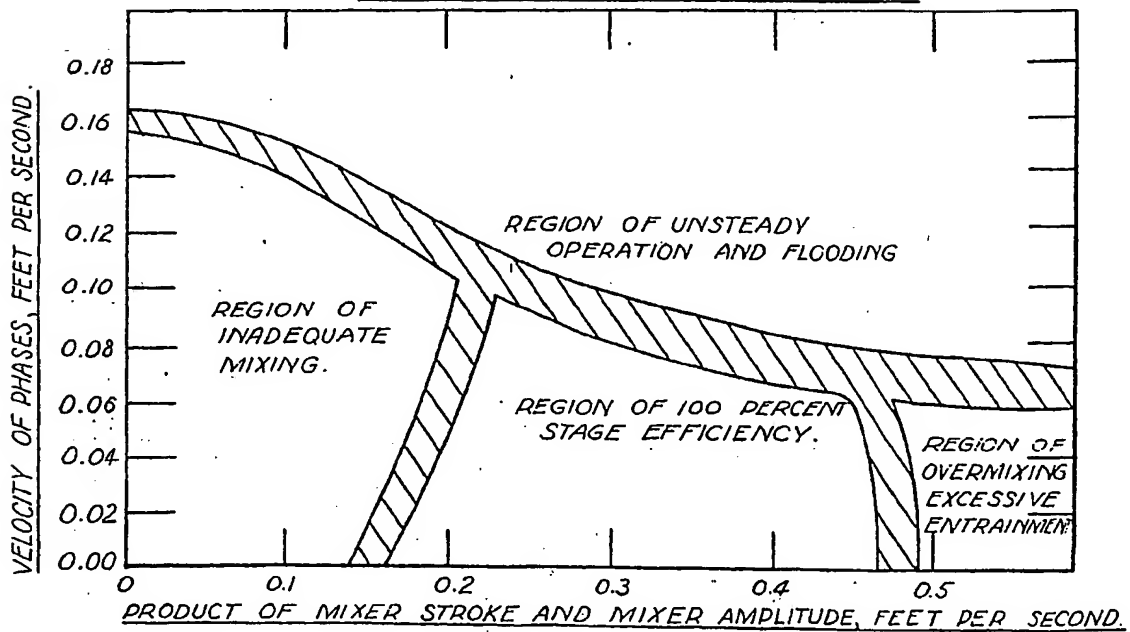 VELOCITY OF PHASES, FEET PER SECOND.
0.18
0.16
0.14
0.12
0.10
0.08
0.06
0.04
0.02
0.00
REGION OF UNSTEADY
OPERATION AND FLOODING
REGION OF
INADEQUATE
MIXING.
REGION OF 100 PERCENT
STAGE EFFICIENCY.
REGION OF
OVERMIXING
EXCESSIVE
ENTRAINMENT
0 0.1 0.2 0.3 0.4 0.5
PRODUCT OF MIXER STROKE AND MIXER AMPLITUDE, FEET PER SECOND.